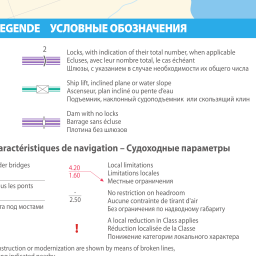 LEGENDE УСЛОВНЫЕ ОБОЗНАЧЕНИЯ
2
Locks, with indication of their total number, when applicable
Ecluses, avec leur nombre total, le cas échéant
Шлюзы, с указанием в случае необходимости их общего числа
Ship lift, inclined plane or water slope
Ascenseur, plan incliné ou pente d'eau
Подъемник, наклонный судоподъемник или скользящий клин
Dam with no locks
Barrage sans écluse
Плотина без шлюзов
caractéristiques de navigation – Судоходные параметры
der bridges
us les ponts
та под мостами
4.20
1.60
Local limitations
Limitations locales
Местные ограничения
-
2.50
No restriction on headroom
Aucune contrainte de tirant d'air
Без ограничения по надводному габариту
!
A local reduction in Class applies
Réduction localisée de la Classe
Понижение категории локального характера
nstruction or modernization are shown by means of broken lines,